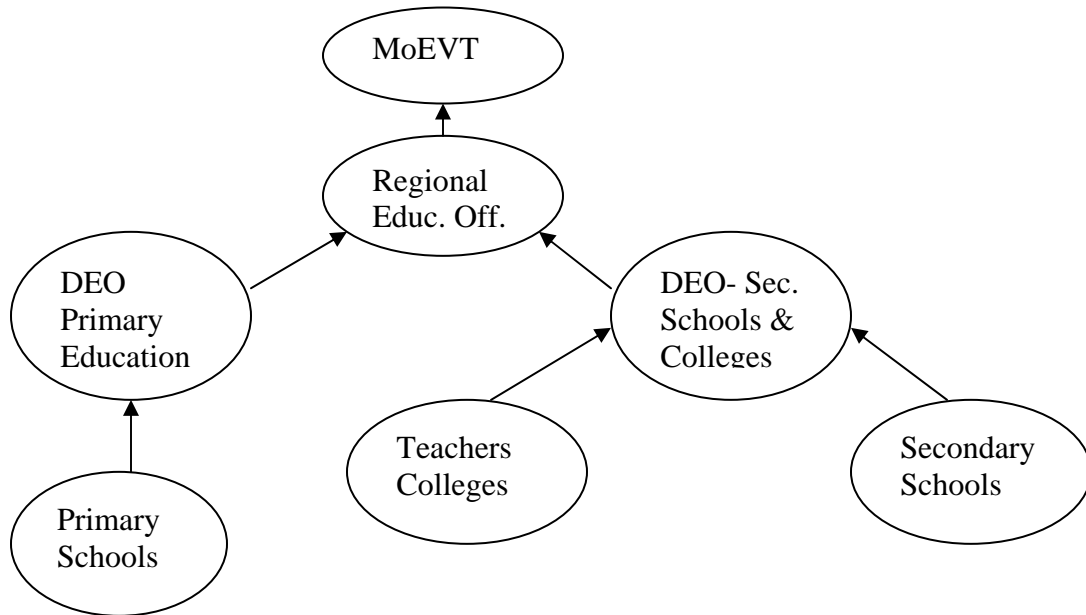 MoEVT
Regional
Educ. Off.
DEO
Primary
Education
DEO- Sec.
Schools &
Colleges
Teachers
Colleges
Secondary
Schools
Primary
Schools